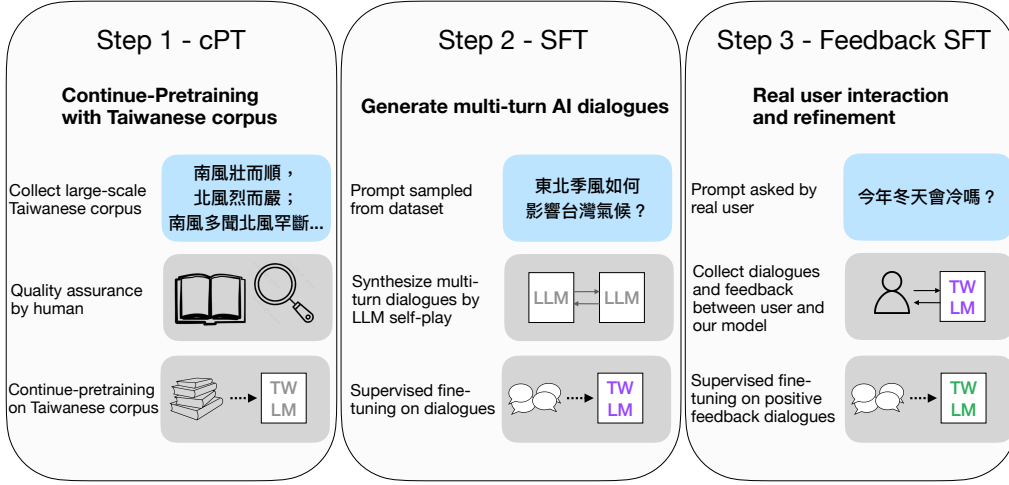 Step 1 - cPT
Continue-Pretraining
with Taiwanese corpus
Collect large-scale
Taiwanese corpus
南風壯而順，
北風烈而嚴；
南風多聞北風罕斷...
Quality assurance
by human
Continue-pretraining
on Taiwanese corpus
TW
LM
Step 2 - SFT
Generate multi-turn AI dialogues
Prompt sampled
from dataset
東北季風如何
影響台灣氣候？
Synthesize multi-
turn dialogues by
LLM self-play
LLM
LLM
Supervised fine-
tuning on dialogues
TW
LM
Step 3 - Feedback SFT
Real user interaction
and refinement
Prompt asked by
real user
今年冬天會冷嗎？
Collect dialogues
and feedback
between user and
our model
TW
LM
Supervised fine-
tuning on positive
feedback dialogues
TW
LM